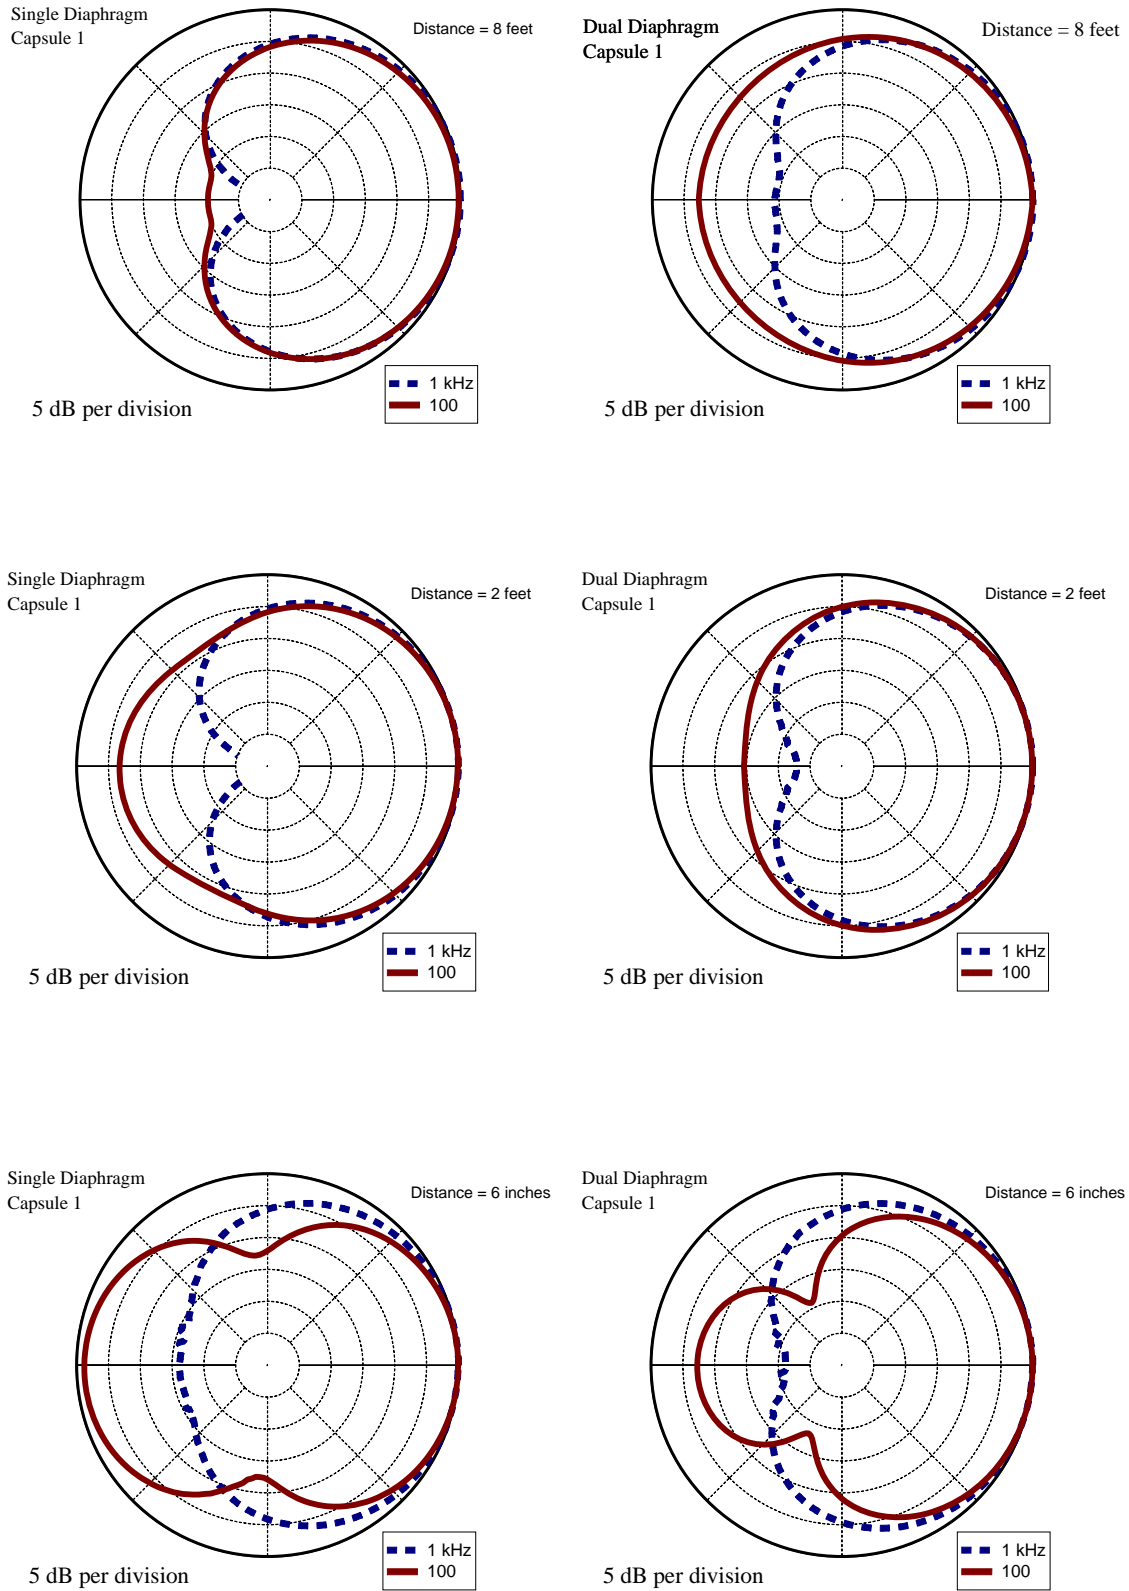 Single Diaphragm
Capsule 1
Distance = 8 feet
1 kHz
100
5 dB per division
Dual Diaphragm
Capsule 1
Distance = 8 feet
1 kHz
100
5 dB per division
Single Diaphragm
Capsule 1
Distance = 2 feet
1 kHz
100
5 dB per division
Dual Diaphragm
Capsule 1
Distance = 2 feet
1 kHz
100
5 dB per division
Single Diaphragm
Capsule 1
Distance = 6 inches
1 kHz
100
5 dB per division
Dual Diaphragm
Capsule 1
Distance = 6 inches
1 kHz
100
5 dB per division